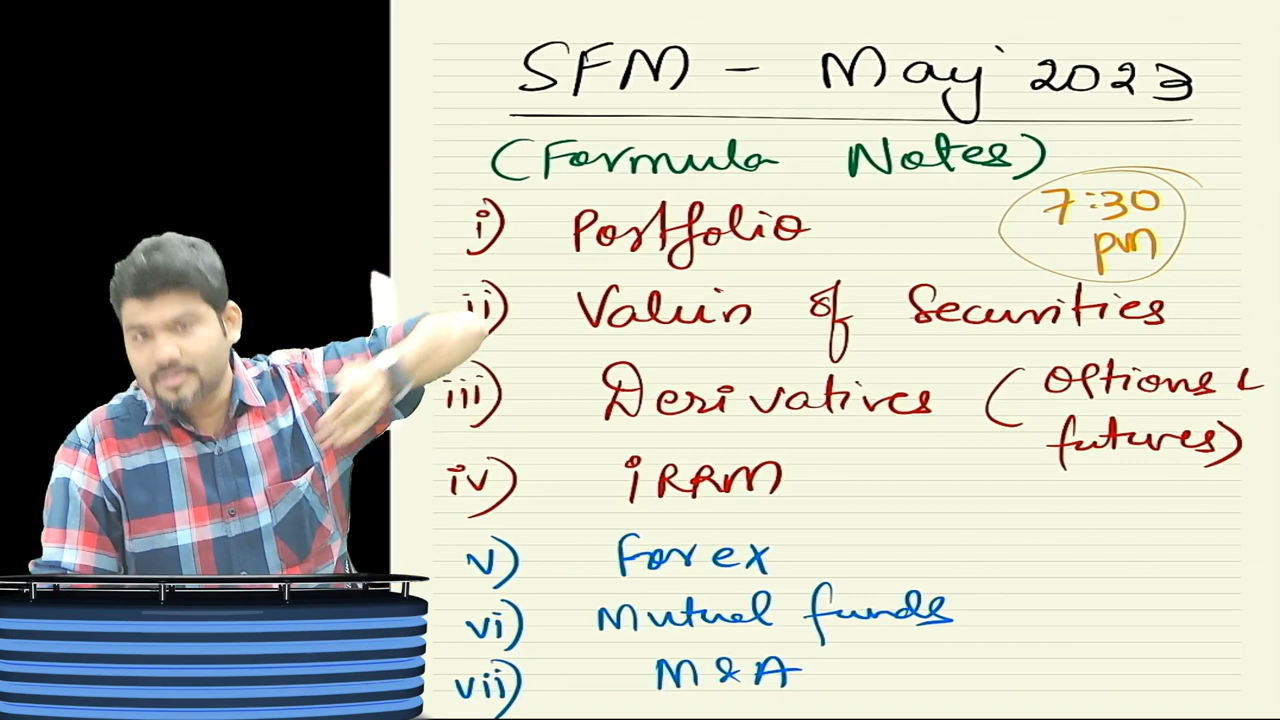 SFM - May 2023
(Formula Notes)
i) Portfolio
7:30
pm
ii) Valuin of Securities
iii) Derivatives (Options &
futures)
iv) iRRM
v) Forex
vi) Mutual funds
vii) M & A